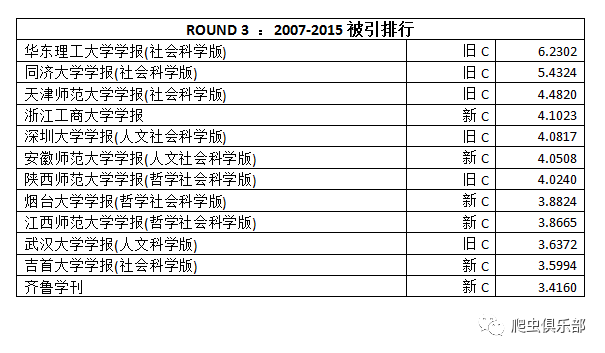 ROUND 3 : 2007-2015 被引排行
华东理工大学学报(社会科学版) 旧 C 6.2302
同济大学学报(社会科学版) 旧 C 5.4324
天津师范大学学报(社会科学版) 旧 C 4.4820
浙江工商大学学报 新 C 4.1023
深圳大学学报(人文社会科学版) 旧 C 4.0817
安徽师范大学学报(人文社会科学版) 新 C 4.0508
陕西师范大学学报(哲学社会科学版) 旧 C 4.0240
烟台大学学报(哲学社会科学版) 新 C 3.8824
江西师范大学学报(哲学社会科学版) 新 C 3.8665
武汉大学学报(人文科学版) 旧 C 3.6372
吉首大学学报(社会科学版) 新 C 3.5994
齐鲁学刊 新 C 3.4160
爬虫俱乐部